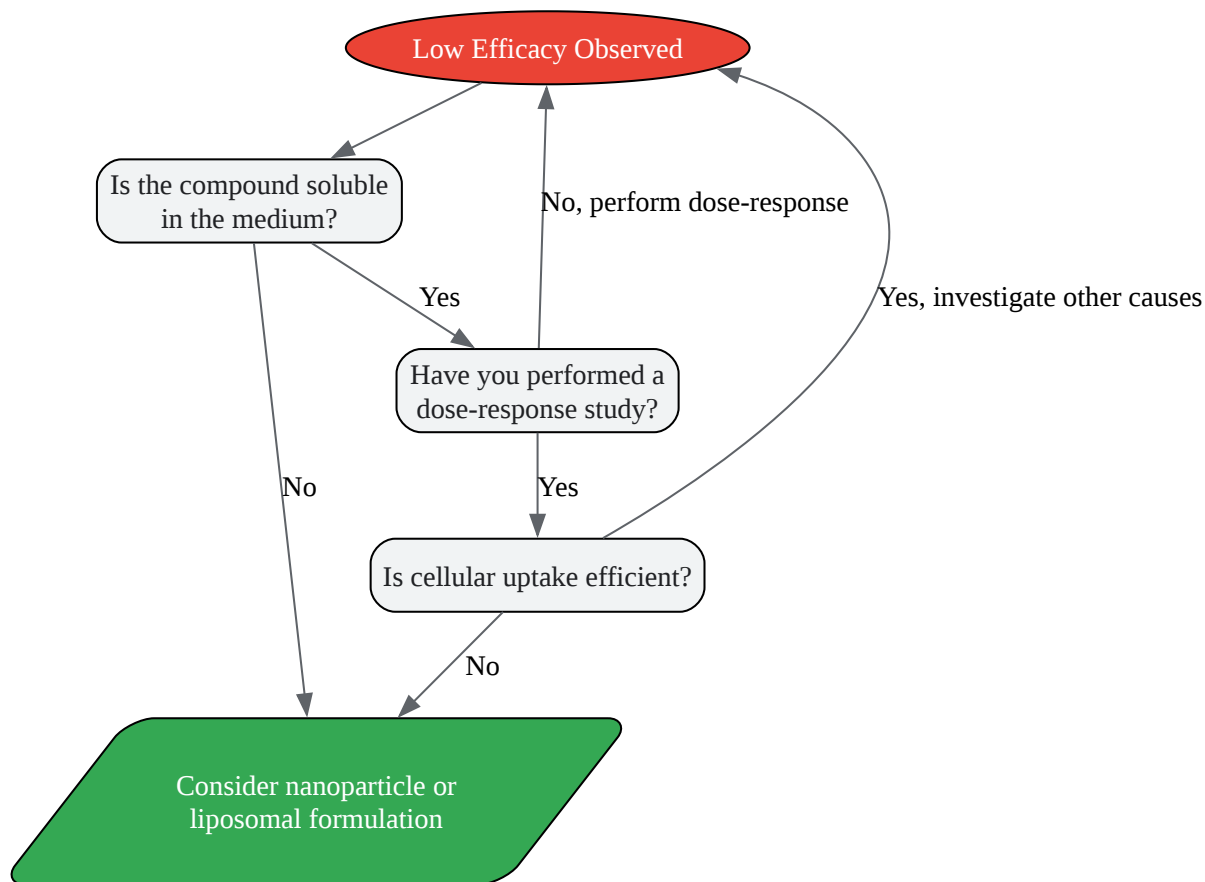 Low Efficacy Observed
Is the compound soluble
in the medium?
No, perform dose-response
Yes
Yes, investigate other causes
Have you performed a
dose-response study?
No
Yes
Is cellular uptake efficient?
No
Consider nanoparticle or
liposomal formulation